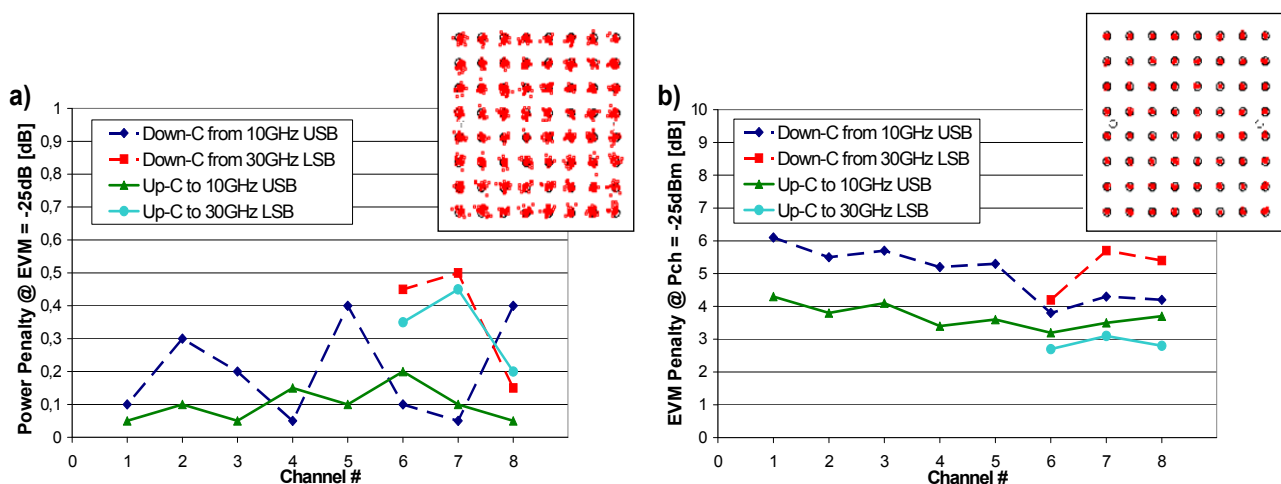 a)
Power Penalty @ EVM = -25dB [dB]
1
0,9
0,8
0,7
0,6
0,5
0,4
0,3
0,2
0,1
0
Down-C from 10GHz USB
Down-C from 30GHz LSB
Up-C to 10GHz USB
Up-C to 30GHz LSB
0 1 2 3 4 5 6 7 8
Channel #
b)
EVM Penalty @ Pch = -25dBm [dB]
10
9
8
7
6
5
4
3
2
1
0
Down-C from 10GHz USB
Down-C from 30GHz LSB
Up-C to 10GHz USB
Up-C to 30GHz LSB
0 1 2 3 4 5 6 7 8
Channel #